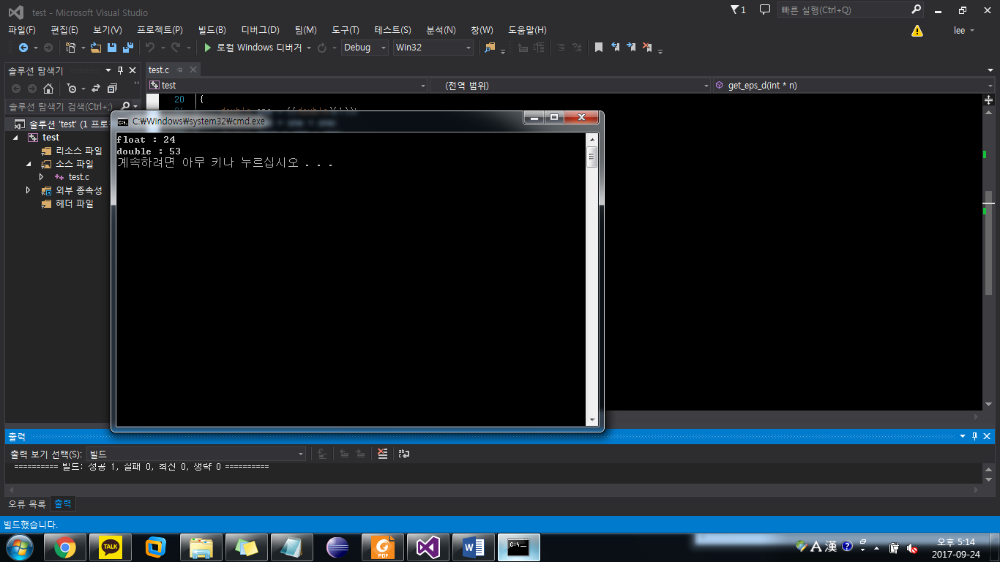 test - Microsoft Visual Studio
1
빠른 실행(Ctrl+Q)
파일(F) 편집(E) 보기(V) 프로젝트(P) 빌드(B) 디버그(D) 팀(M) 도구(T) 테스트(S) 분석(N) 창(W) 도움말(H)
lee
로컬 Windows 디버거 Debug Win32
솔루션 탐색기
test.c
test (전역 범위) get_eps_d(int * n)
솔루션 탐색기 검색(Ctrl+;)
20 {
솔루션 'test' (1 프로
test
리소스 파일
소스 파일
test.c
외부 종속성
헤더 파일
C:₩Windows₩system32₩cmd.exe
float : 24
double : 53
계속하려면 아무 키나 누르십시오 . . .
출력
출력 보기 선택(S): 빌드
========== 빌드: 성공 1, 실패 0, 최신 0, 생략 0 ==========
오류 목록 출력
빌드했습니다.
TALK
PDF
A 漢
오후 5:14
2017-09-24